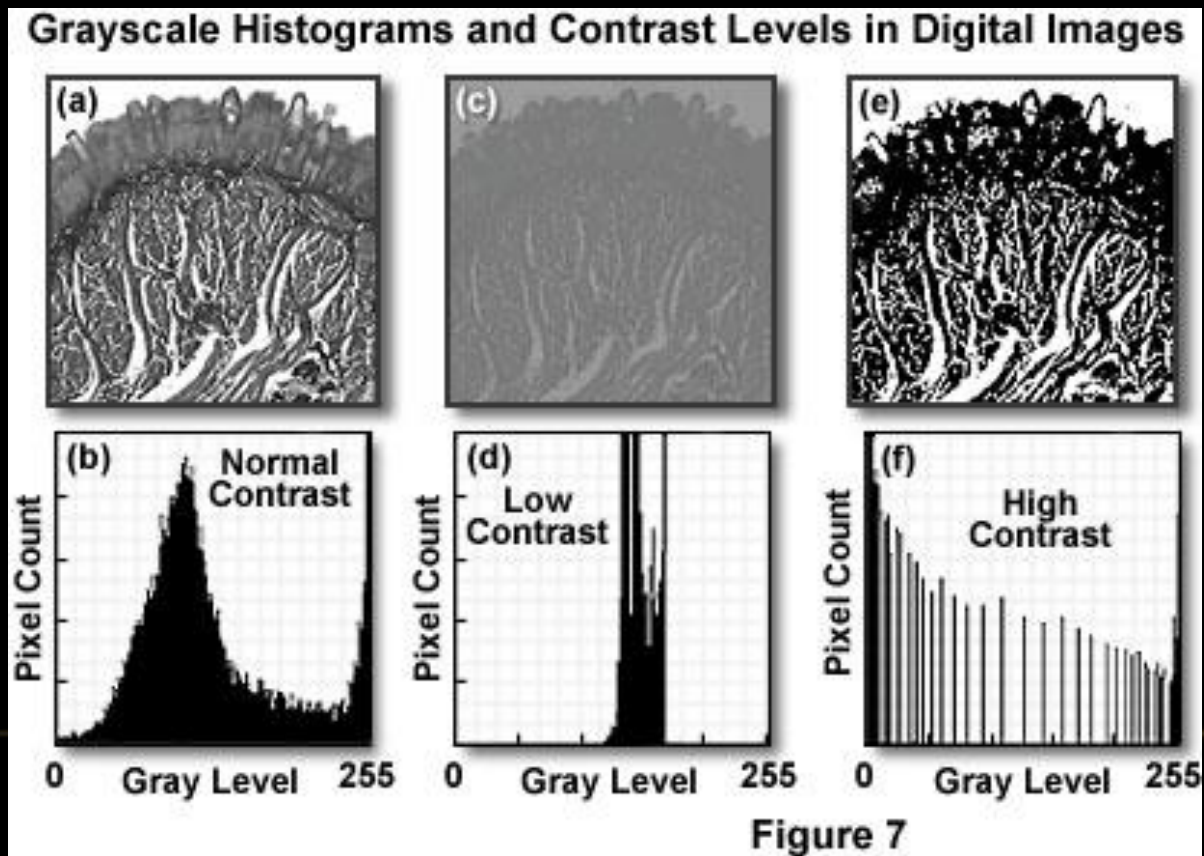 Grayscale Histograms and Contrast Levels in Digital Images
(a)
(c)
(e)
(b)
Normal
Contrast
Pixel Count
0
Gray Level
255
(d)
Low
Contrast
Pixel Count
0
Gray Level
255
(f)
High
Contrast
Pixel Count
0
Gray Level
255
Figure 7